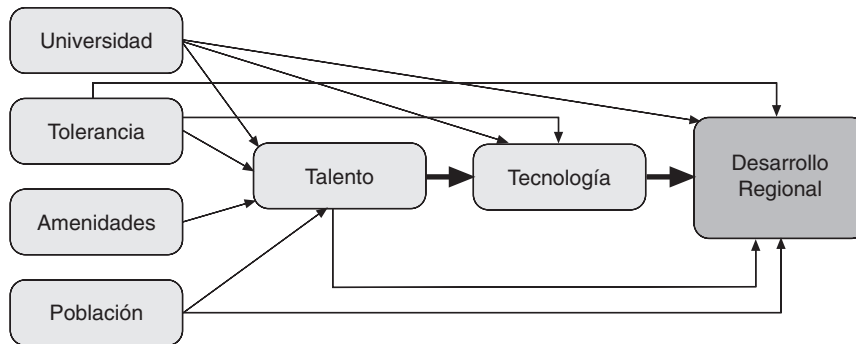 Universidad
Tolerancia
Amenidades
Población
Talento
Tecnología
Desarrollo
Regional